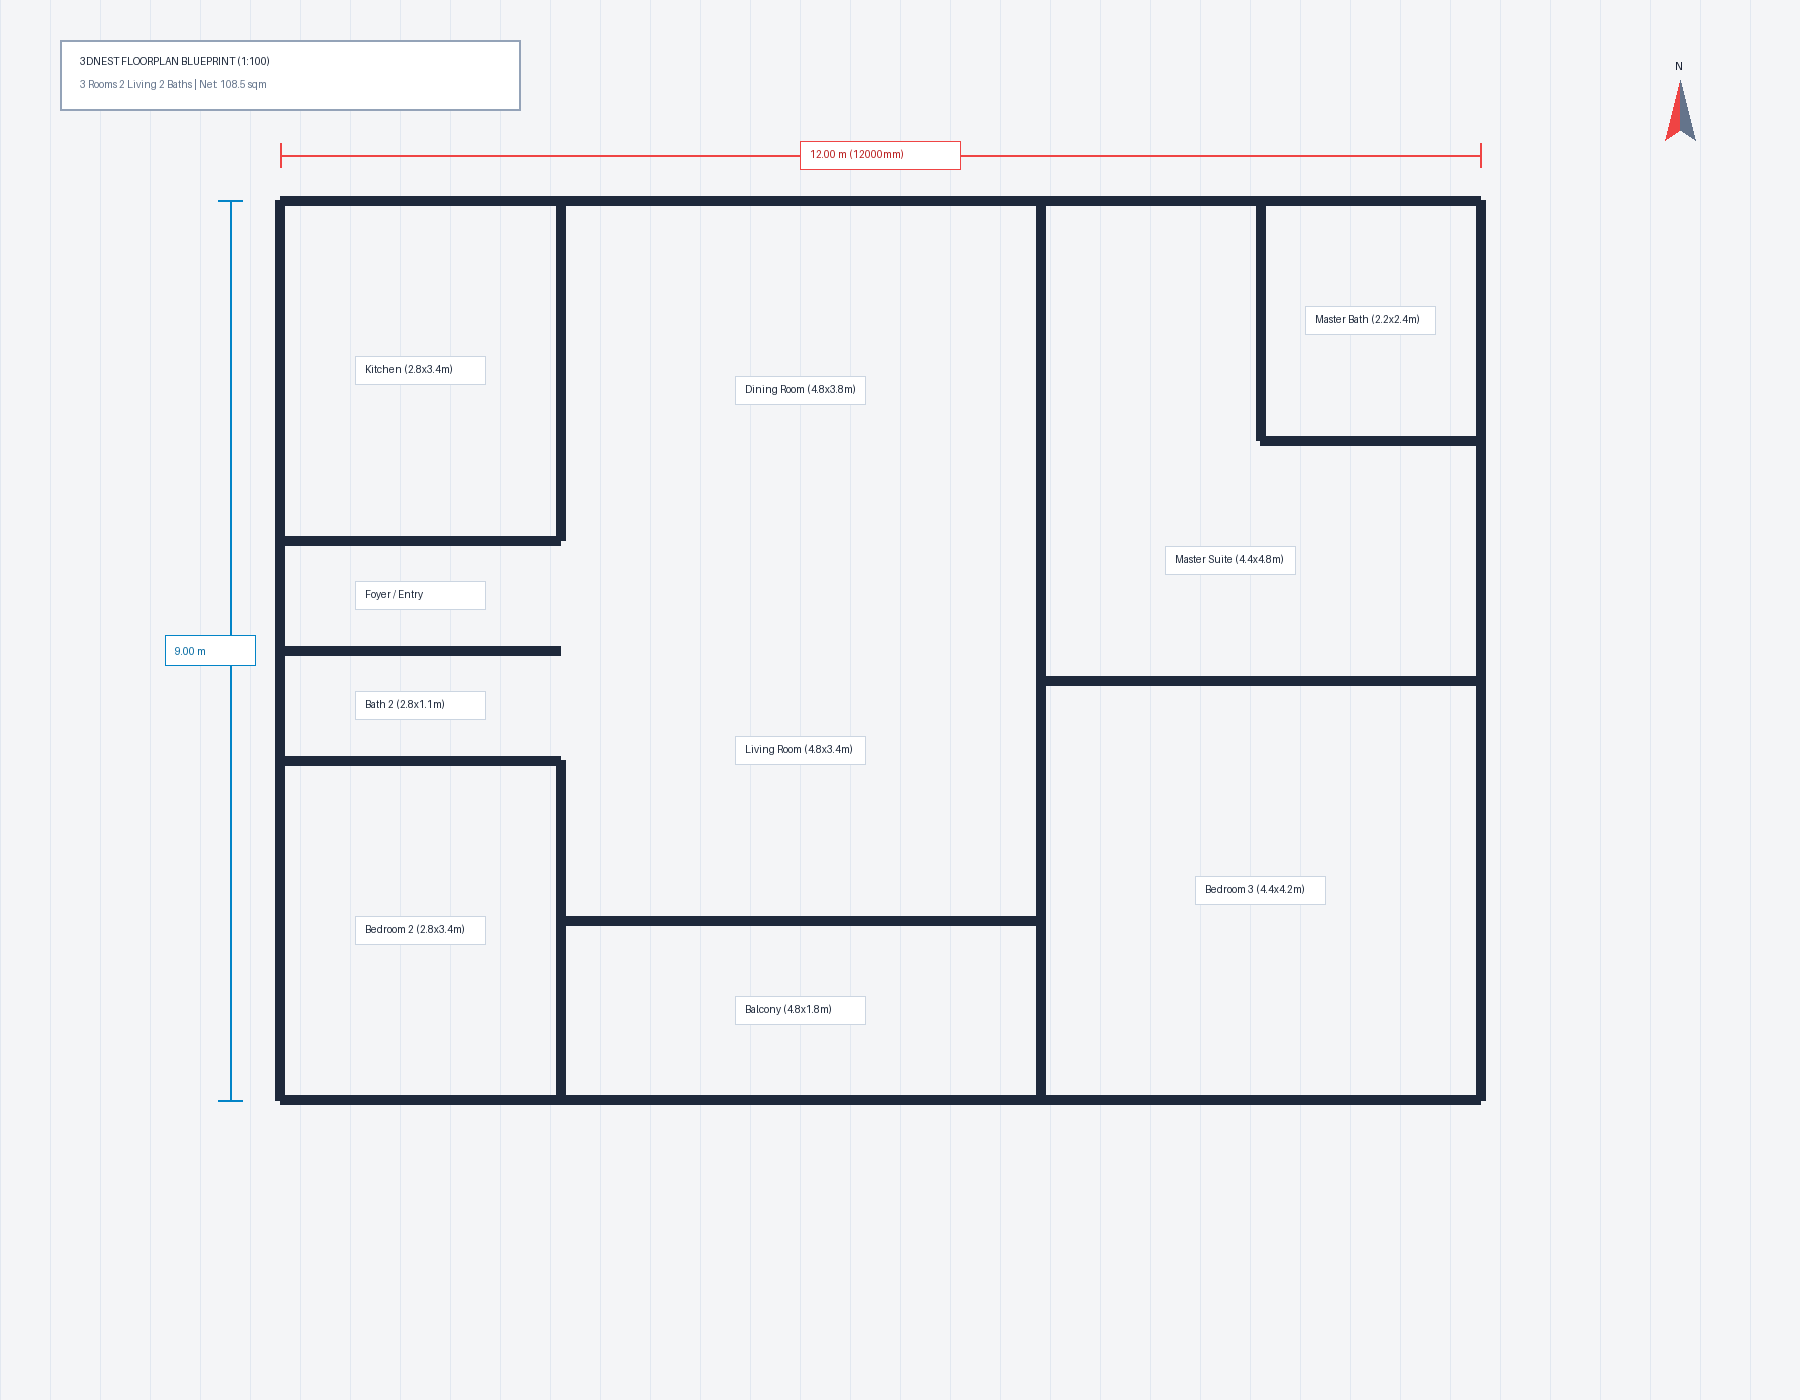 3DNEST FLOORPLAN BLUEPRINT (1:100)
3 Rooms 2 Living 2 Baths | Net: 108.5 sqm
N
12.00 m (12000mm)
Master Bath (2.2x2.4m)
Kitchen (2.8x3.4m)
Dining Room (4.8x3.8m)
Master Suite (4.4x4.8m)
Foyer / Entry
9.00 m
Bath 2 (2.8x1.1m)
Living Room (4.8x3.4m)
Bedroom 3 (4.4x4.2m)
Bedroom 2 (2.8x3.4m)
Balcony (4.8x1.8m)